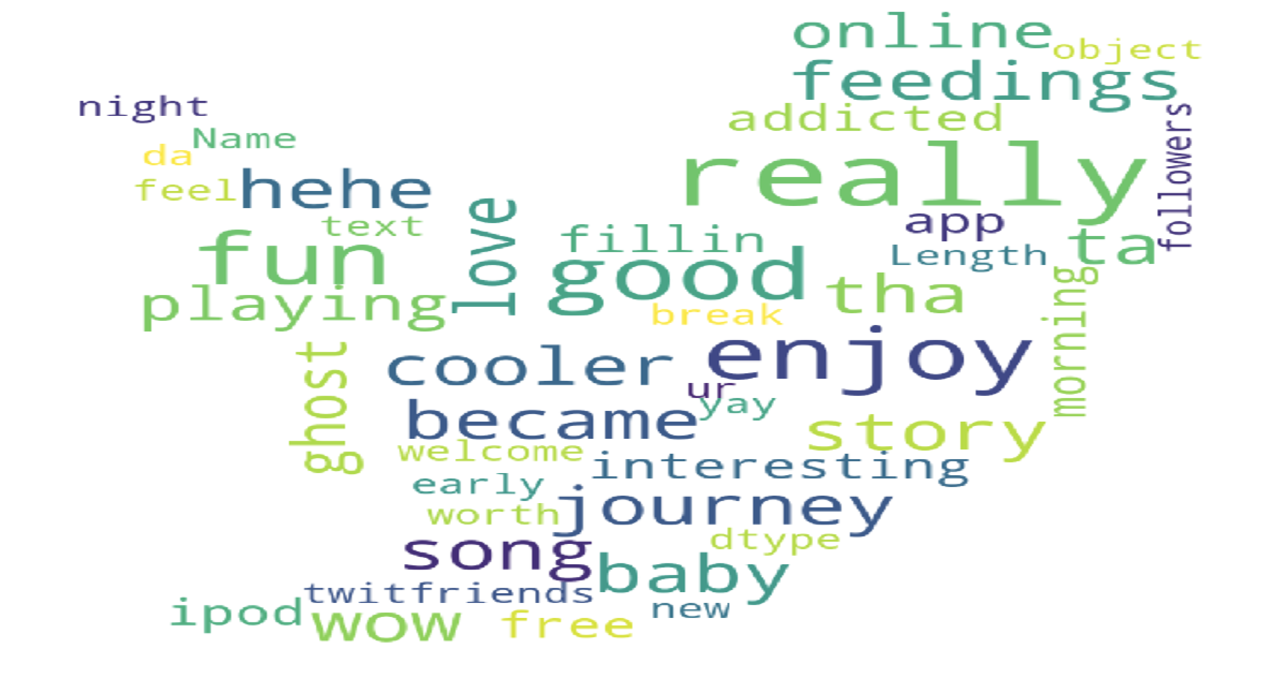 online
object
feedings
night
addicted
followers
Name
da
really
feel
hehe
love
text
app
fun
fillin
Length
ta
good
tha
playing
break
morning
ghost
cooler
enjoy
ur
yay
became
story
welcome
interesting
early
journey
worth
song
dtype
baby
twitfriends
new
ipod
wow
free